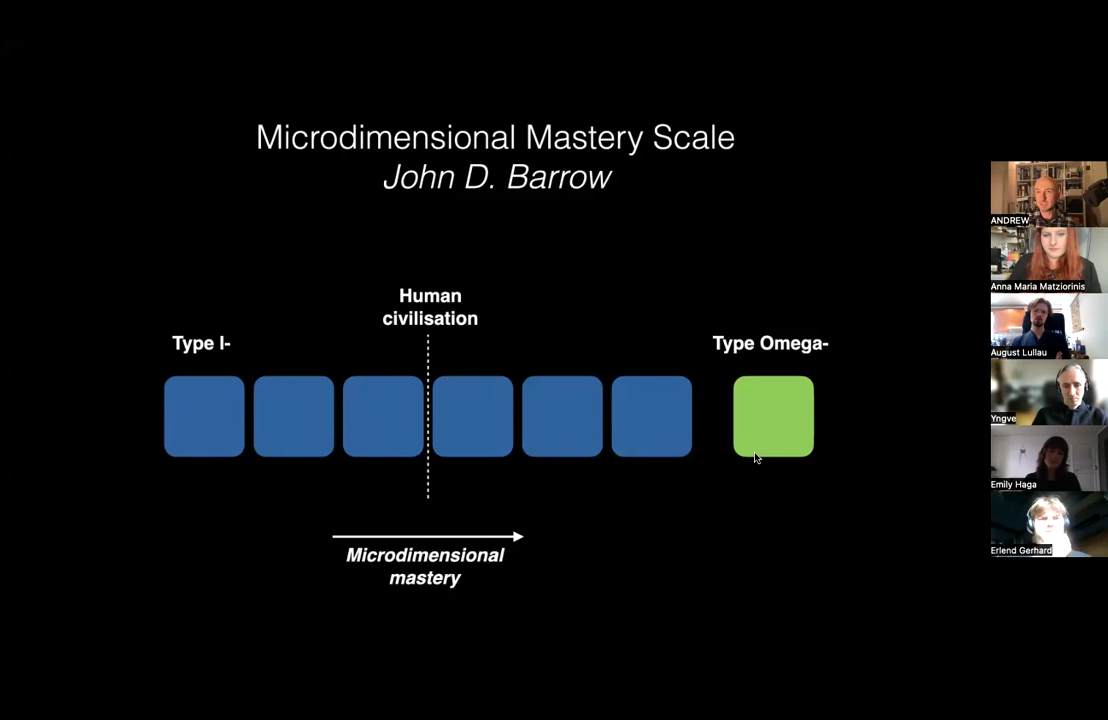 Microdimensional Mastery Scale
John D. Barrow
Human
civilisation
Type I-
Type Omega-
Microdimensional
mastery
ANDREW
Anna Maria Matziorinis
August Lullau
Yngve
Emily Haga
Erlend Gerhard